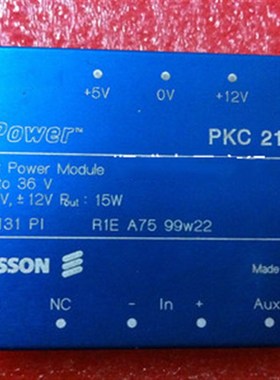 +5V 0V +12V
Power™ PKC 21
Power Module
to 36 V
V, ± 12V Pout : 15W
131 PI R1E A75 99w22
SSON Made
NC - In + Aux